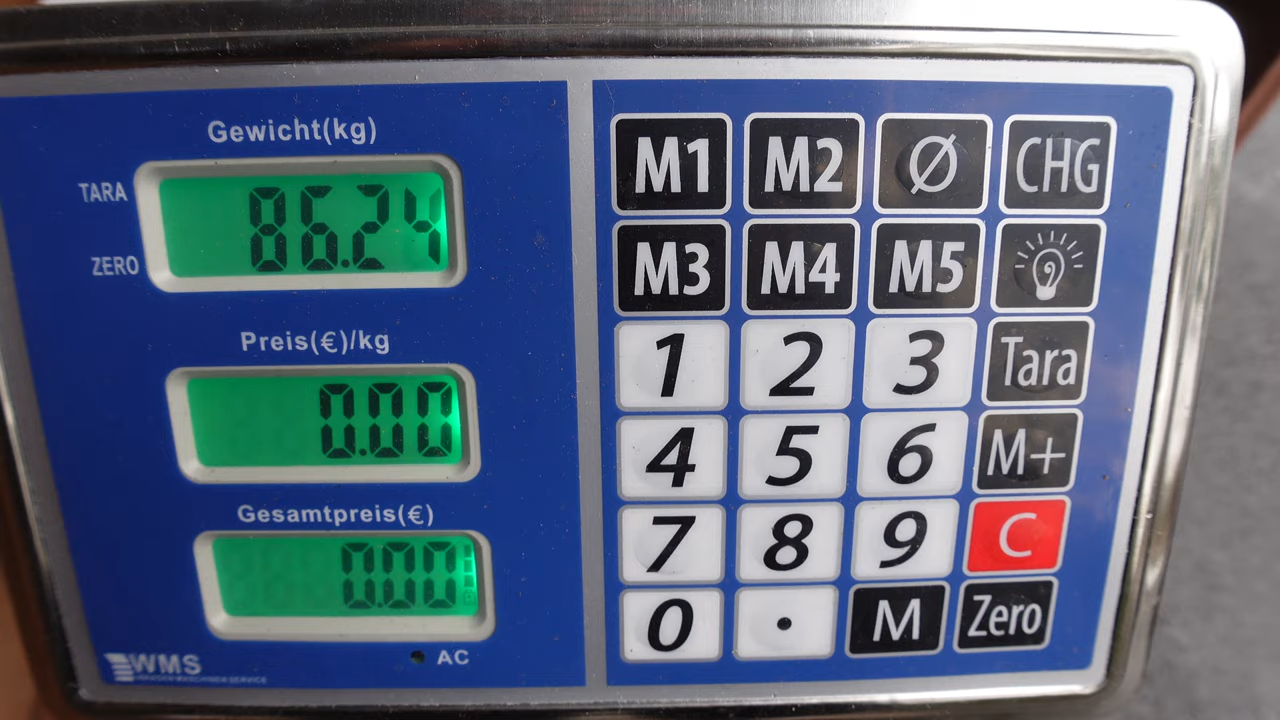 Gewicht(kg)
TARA
86.24
ZERO
Preis(€)/kg
0.00
Gesamtpreis(€)
0.00
AC
WMS
M1 M2 Ø CHG
M3 M4 M5
1 2 3 Tara
4 5 6 M+
7 8 9 C
0 . M Zero